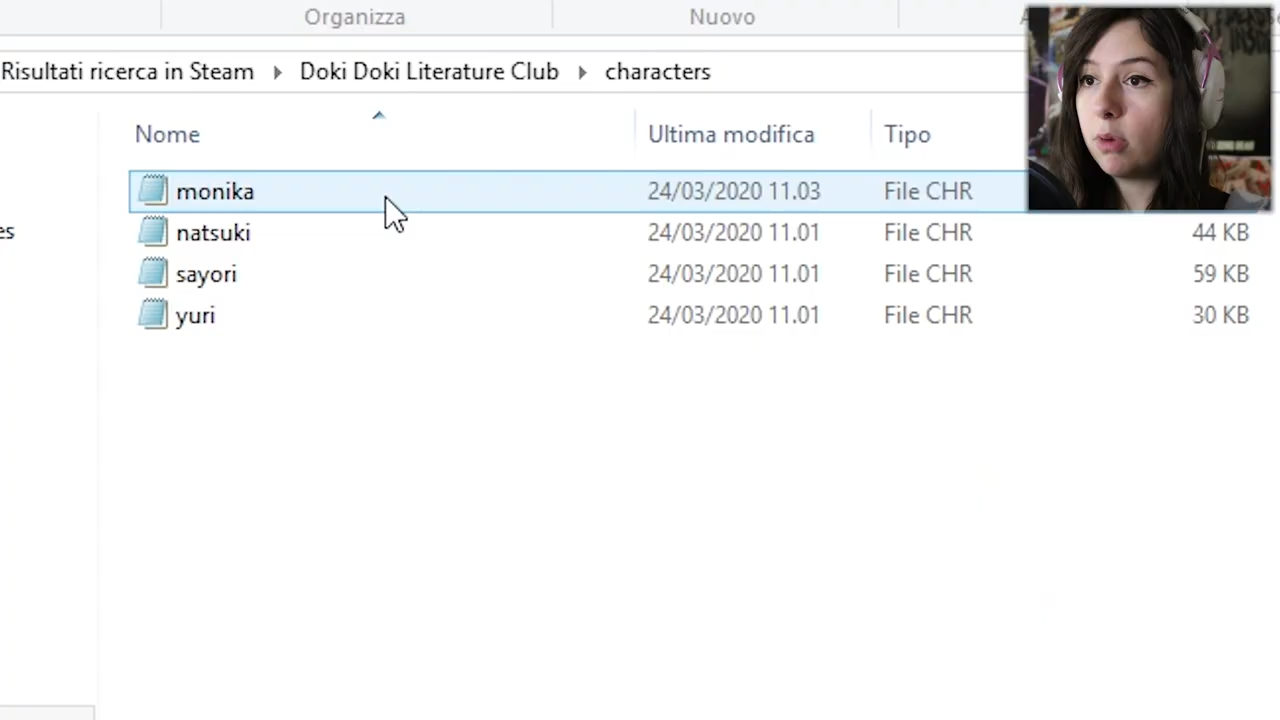 Organizza Nuovo
Risultati ricerca in Steam Doki Doki Literature Club characters
Nome Ultima modifica Tipo
monika 24/03/2020 11.03 File CHR
es
natsuki 24/03/2020 11.01 File CHR 44 KB
sayori 24/03/2020 11.01 File CHR 59 KB
yuri 24/03/2020 11.01 File CHR 30 KB